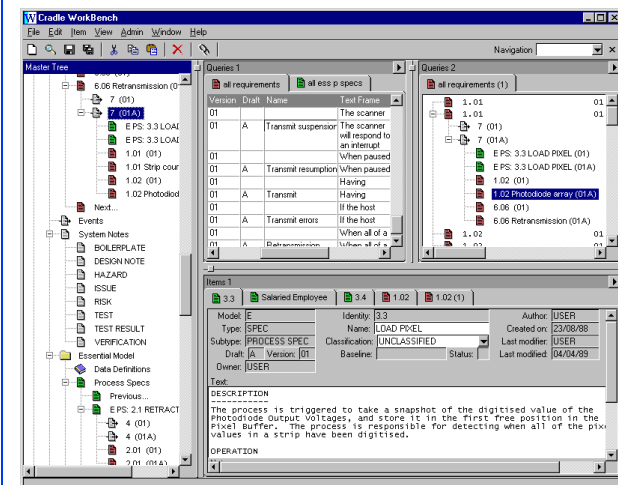 Cradle WorkBench
File Edit Item View Admin Window Help
Navigation
Master Tree
6.06 Retransmission (0
7 (01)
7 (01A)
E PS: 3.3 LOAD
E PS: 3.3 LOAD
1.01 (01)
1.01 Strip cour
1.02 (01)
1.02 Photodiod
Next...
Events
System Notes
BOILERPLATE
DESIGN NOTE
HAZARD
ISSUE
RISK
TEST
TEST RESULT
VERIFICATION
Essential Model
Data Definitions
Process Specs
Previous...
E PS: 2.1 RETRACT
4 (01)
4 (01A)
2.01 (01)
2.01 (01A)
Queries 1
all requirements all ess p specs
Version Draft Name Text Frame
01 The scanner
01 A Transmit suspension The scanner
will respond to
an interrupt
01 When paused
01 A Transmit resumption When paused
01 Having
01 A Transmit Having
01 If the host
01 A Transmit errors If the host
01 When all of a
01 A Retransmission When all of a
Queries 2
all requirements (1)
1.01 01
1.01 01
7 (01)
7 (01A)
E PS: 3.3 LOAD PIXEL (01)
E PS: 3.3 LOAD PIXEL (01A)
1.02 (01)
1.02 Photodiode array (01A)
6.06 (01)
6.06 Retransmission (01A)
1.02 01
1.02 01
Items 1
3.3 Salaried Employee 3.4 1.02 1.02 (1)
Model: E Identity: 3.3 Author: USER
Type: SPEC Name: LOAD PIXEL Created on: 23/08/88
Subtype: PROCESS SPEC Classification: UNCLASSIFIED Last modifier: USER
Draft: A Version: 01 Baseline: Status: Last modified: 04/04/89
Owner: USER
Text:
DESCRIPTION
-----------
The process is triggered to take a snapshot of the digitised value of the
Photodiode Output Voltages, and store it in the first free position in the
Pixel Buffer. The process is responsible for detecting when all of the pixe
values in a strip have been digitised.
OPERATION